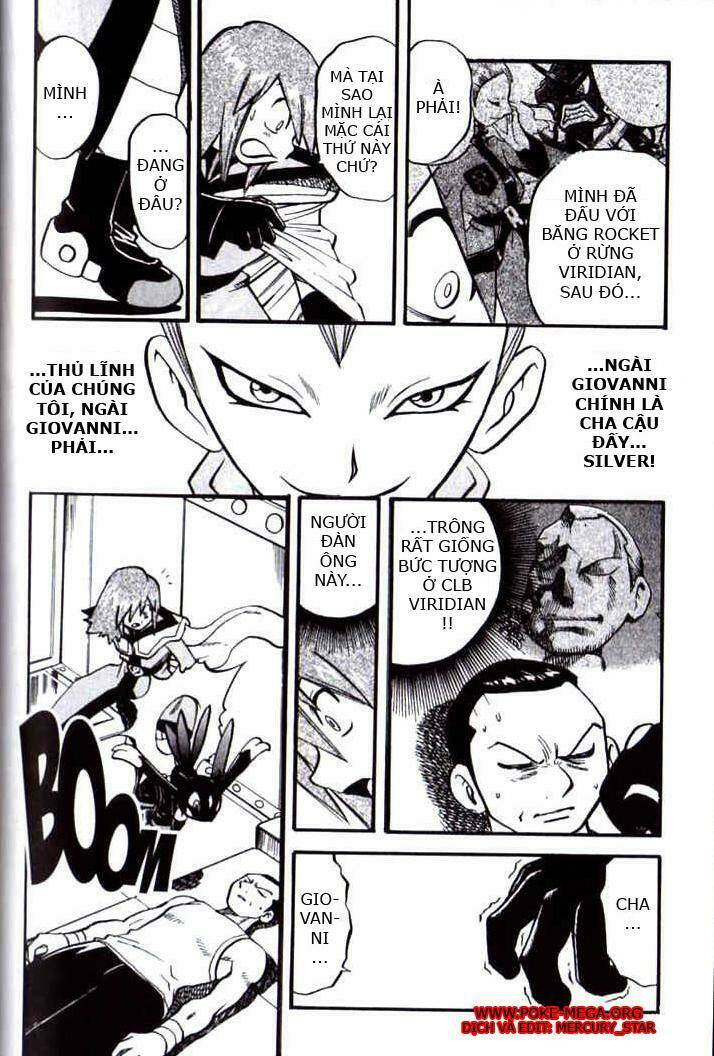 MÌNH
...
...
ĐANG
Ở
ĐÂU?
MÀ TẠI
SAO
MÌNH LẠI
MẶC CÁI
THỨ NÀY
CHỨ?
À
PHẢI!
MÌNH ĐÃ
ĐẤU VỚI
BĂNG ROCKET
Ở RỪNG
VIRIDIAN,
SAU ĐÓ...
...THỦ LĨNH
CỦA CHÚNG
TÔI, NGÀI
GIOVANNI...
PHẢI...
...NGÀI
GIOVANNI
CHÍNH LÀ
CHA CẬU
ĐẤY...
SILVER!
BOOM
NGƯỜI
ĐÀN
ÔNG
NÀY...
...TRÔNG
RẤT GIỐNG
BỨC TƯỢNG
Ở CLB
VIRIDIAN
!!
GIO-
VAN-
NI
...
CHA
...
WWW.POKE-MEGA.ORG
DỊCH VÀ EDIT: MERCURY_STAR